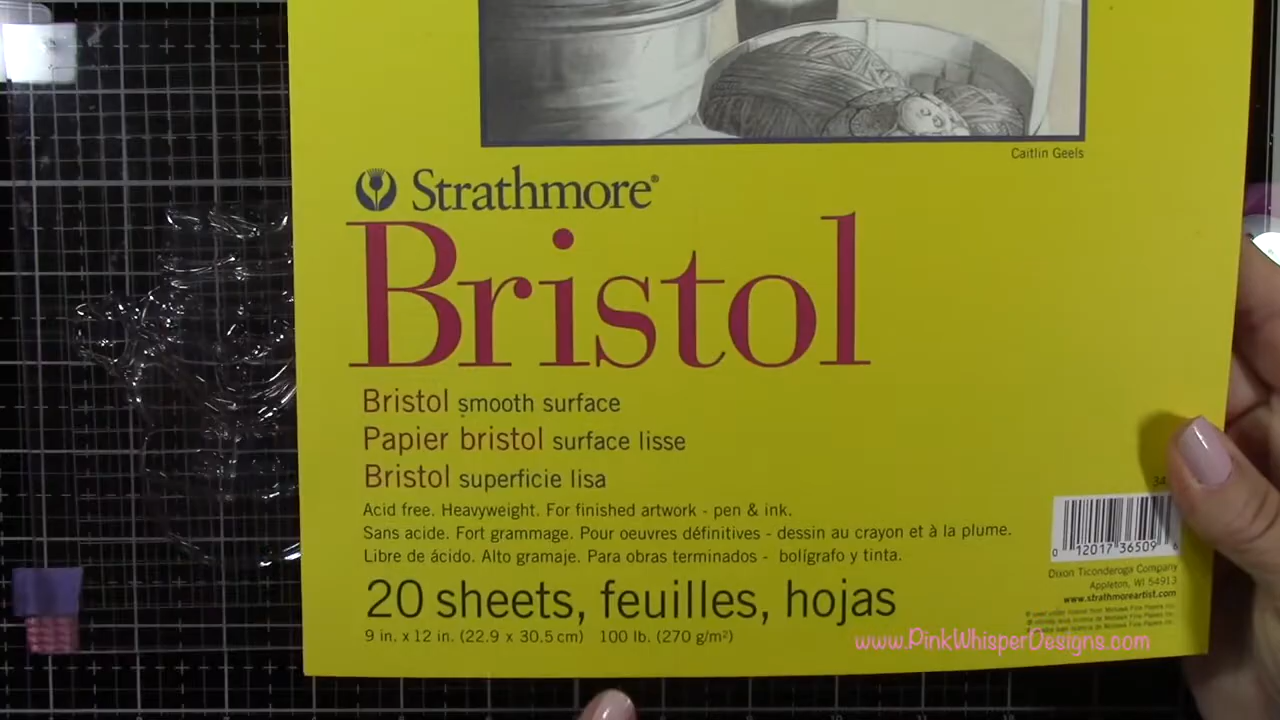 Caitlin Geels
Strathmore®
Bristol
Bristol smooth surface
Papier bristol surface lisse
Bristol superficie lisa
Acid free. Heavyweight. For finished artwork - pen & ink.
Sans acide. Fort grammage. Pour oeuvres définitives - dessin au crayon et à la plume.
Libre de ácido. Alto gramaje. Para obras terminados - bolígrafo y tinta.
20 sheets, feuilles, hojas
9 in. x 12 in. (22.9 x 30.5 cm) 100 lb. (270 g/m²)
34
0 12017 36509 6
Dixon Ticonderoga Company
Appleton, WI 54913
www.strathmoreartist.com
www.PinkWhisperDesigns.com